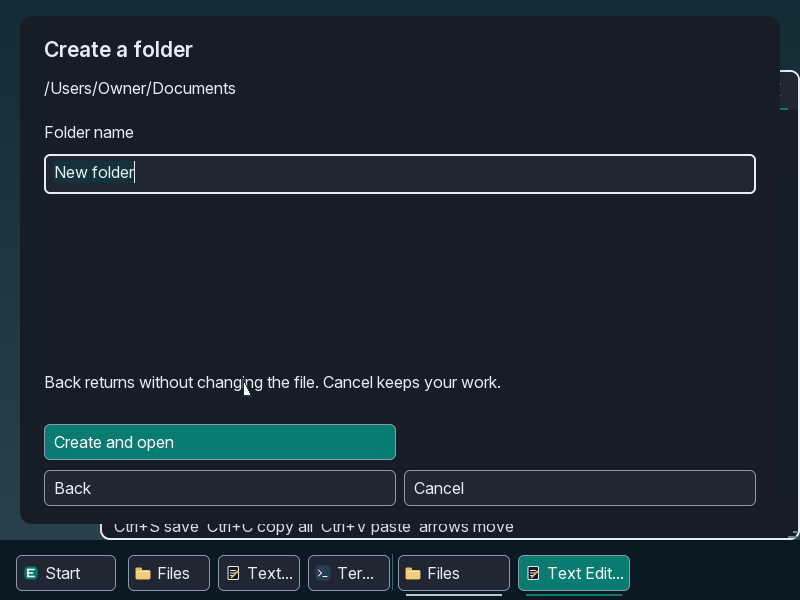 Create a folder
/Users/Owner/Documents
Folder name
New folder
Back returns without changing the file. Cancel keeps your work.
Create and open
Back
Cancel
Ctrl+S save Ctrl+C copy all Ctrl+V paste arrows move
Start
Files
Text...
Ter...
Files
Text Edit...